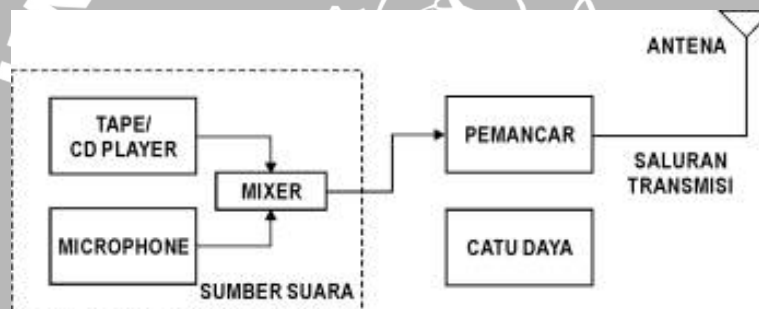 ANTENA
TAPE/
CD PLAYER
PEMANCAR
MIXER
SALURAN
TRANSMISI
MICROPHONE
CATU DAYA
SUMBER SUARA